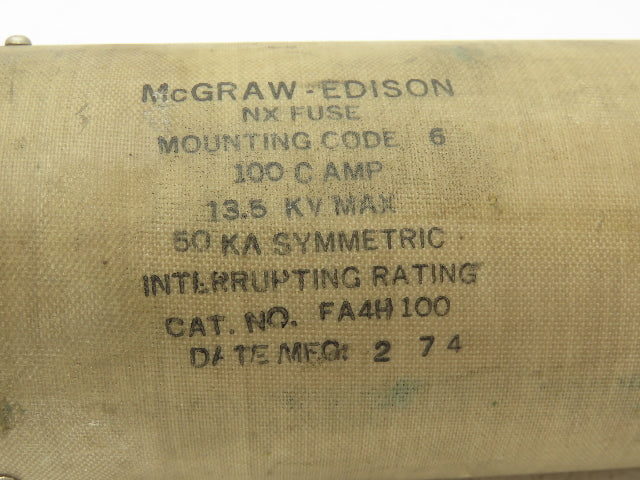 McGRAW-EDISON
NX FUSE
MOUNTING CODE 6
100 C AMP
13.5 KV MAX
50 KA SYMMETRIC
INTERRUPTING RATING
CAT. NO. FA4H100
DATE MFG: 2 74